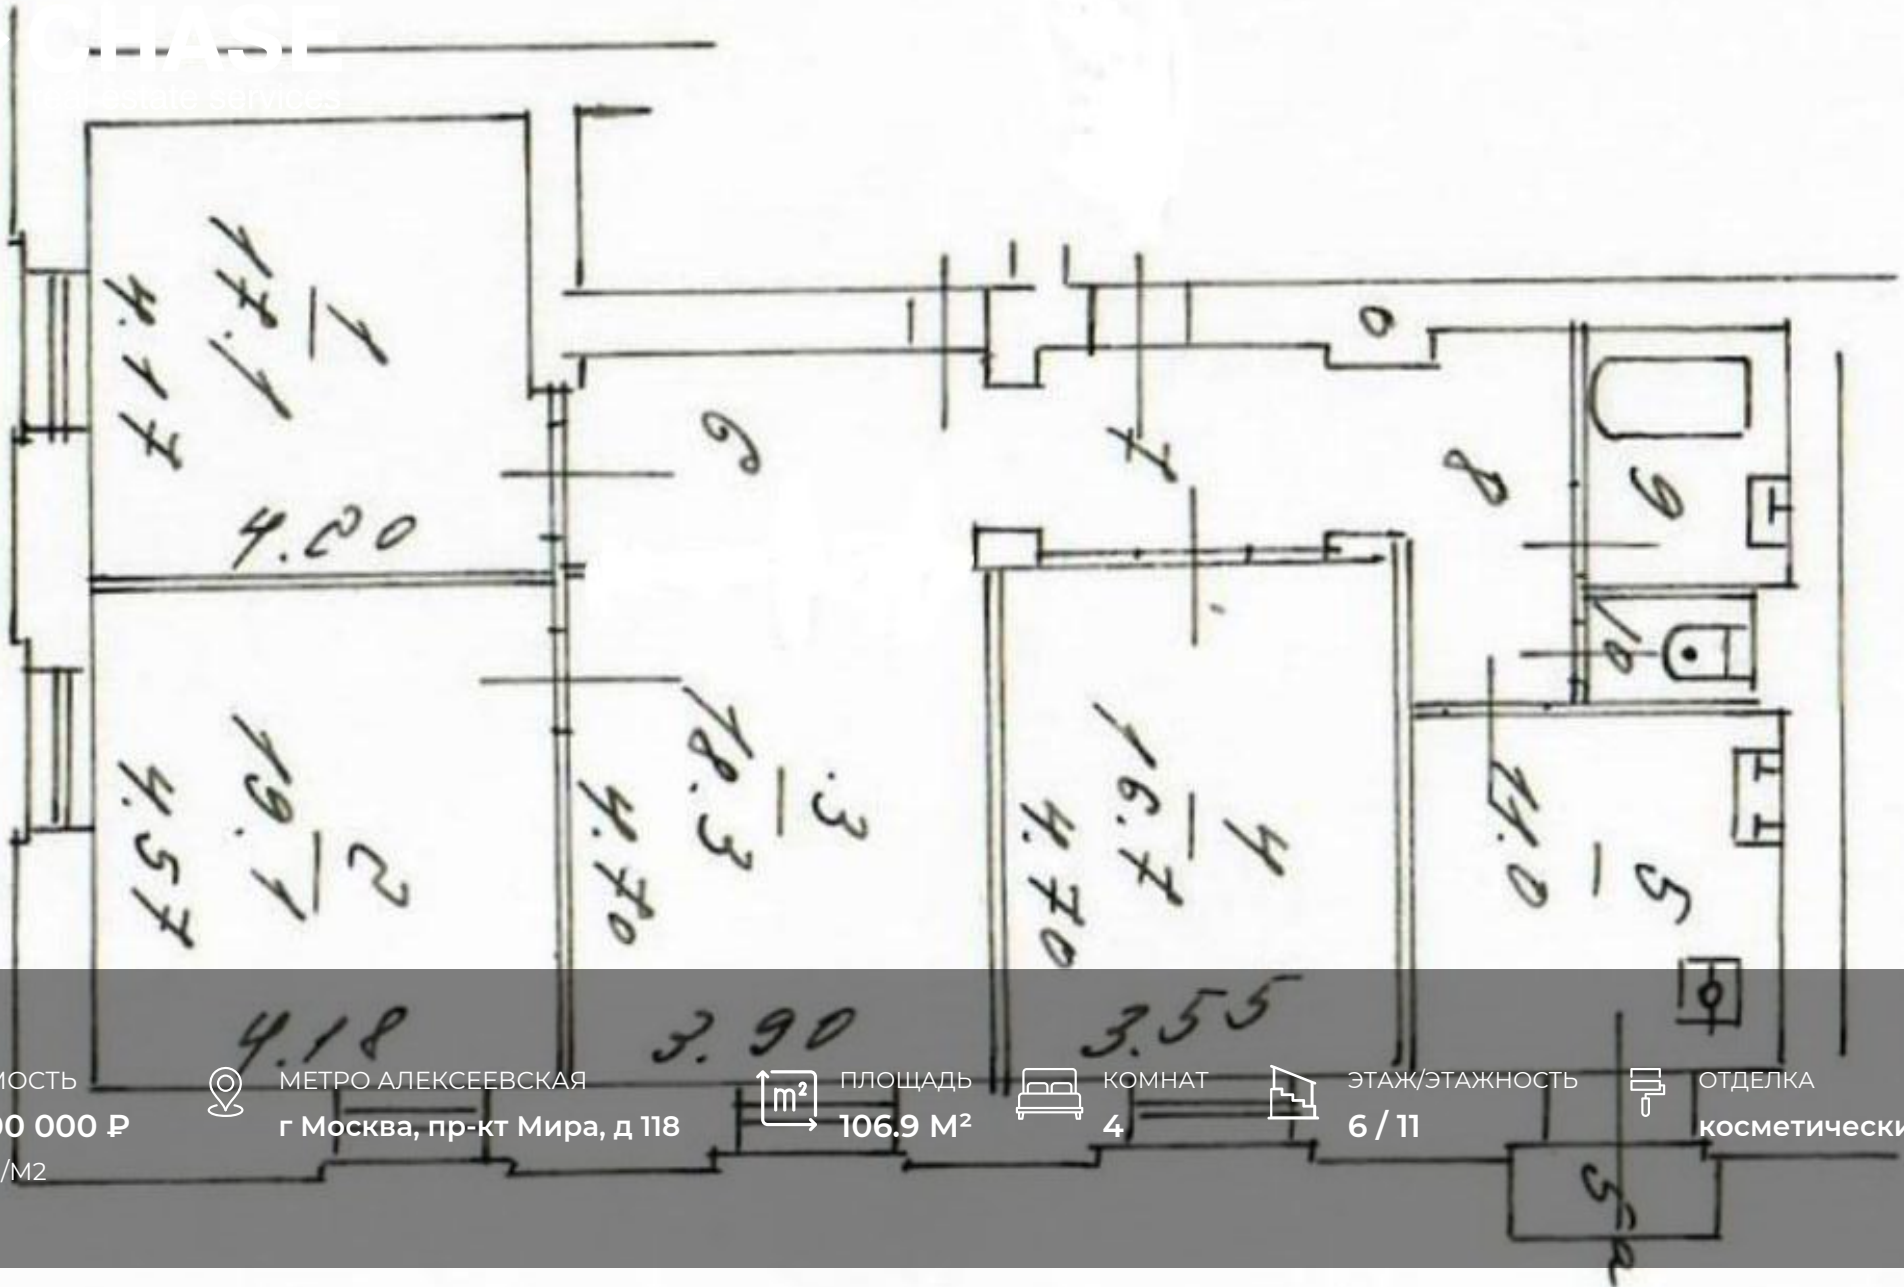 CHASE
real estate services
1
17.1
4.17
4.20
2
19.1
4.57
4.18
6
3
18.3
4.70
3.90
7
4
16.7
4.70
3.55
8
9
10
5
11.0
5a
МОСТЬ
00 000 ₽
/М2
МЕТРО АЛЕКСЕЕВСКАЯ
г Москва, пр-кт Мира, д 118
m²
ПЛОЩАДЬ
106.9 М²
КОМНАТ
4
ЭТАЖ/ЭТАЖНОСТЬ
6 / 11
ОТДЕЛКА
косметически